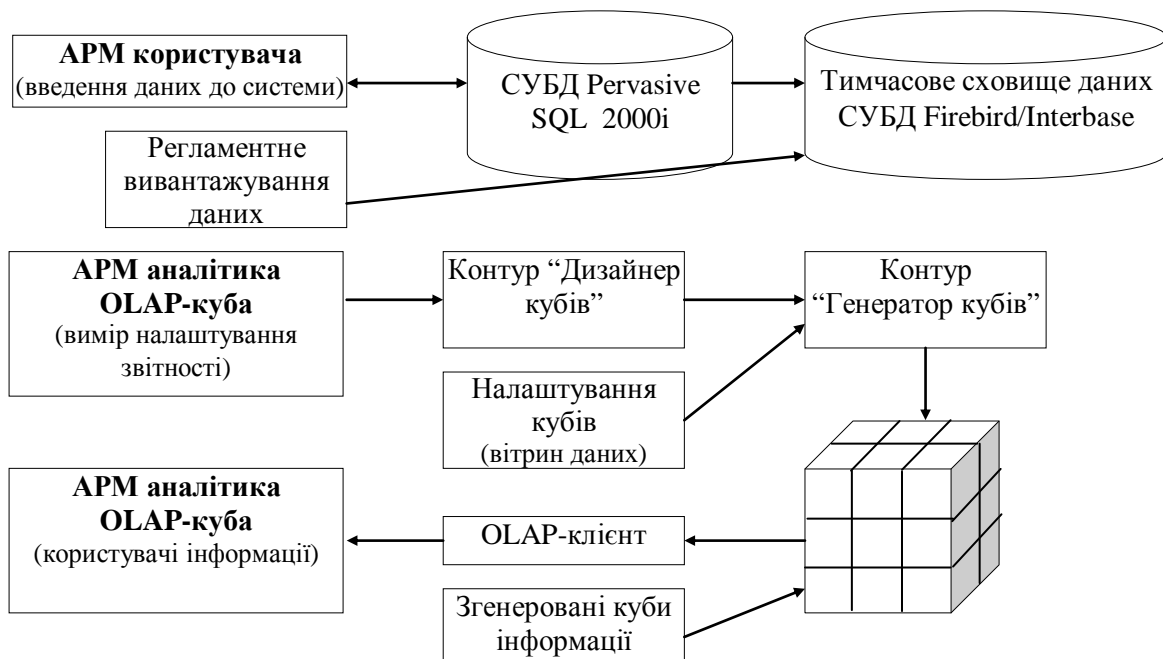 АРМ користувача
(введення даних до системи)
СУБД Pervasive
SQL 2000i
Тимчасове сховище даних
СУБД Firebird/Interbase
Регламентне
вивантажування
даних
АРМ аналітика
OLAP-куба
(вимір налаштування
звітності)
Контур “Дизайнер
кубів”
Контур
“Генератор кубів”
Налаштування
кубів
(вітрин даних)
АРМ аналітика
OLAP-куба
(користувачі інформації)
OLAP-клієнт
Згенеровані куби
інформації